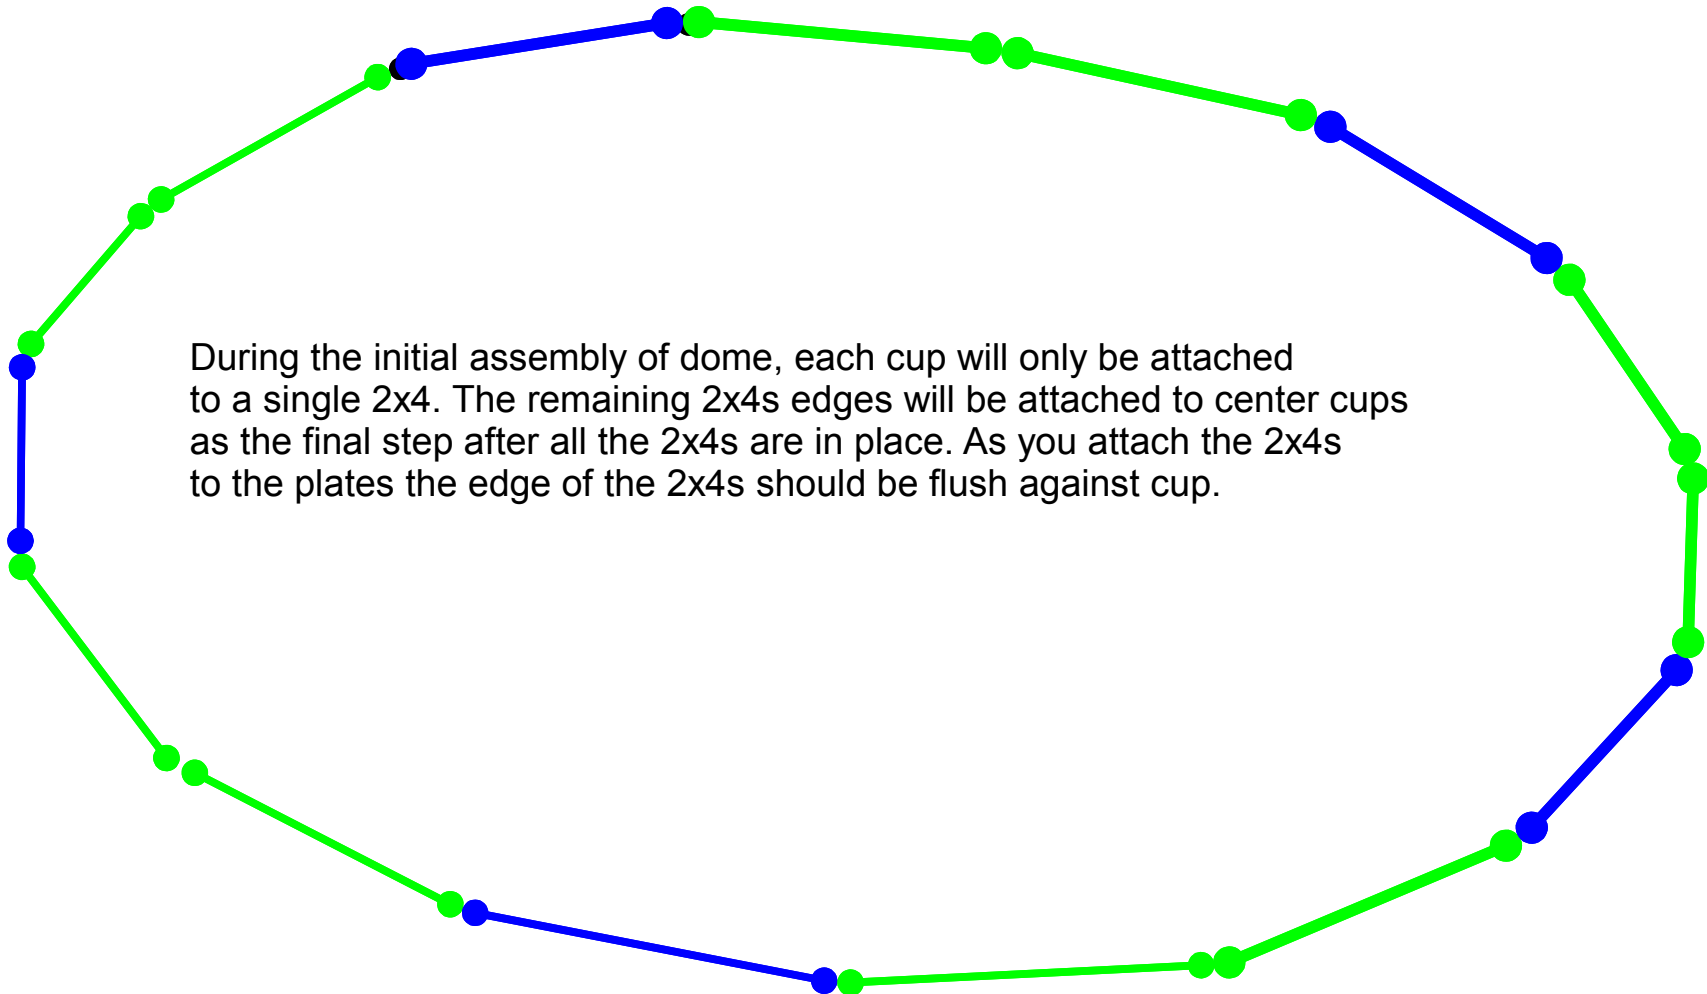 During the initial assembly of dome, each cup will only be attached
to a single 2x4. The remaining 2x4s edges will be attached to center cups
as the final step after all the 2x4s are in place. As you attach the 2x4s
to the plates the edge of the 2x4s should be flush against cup.